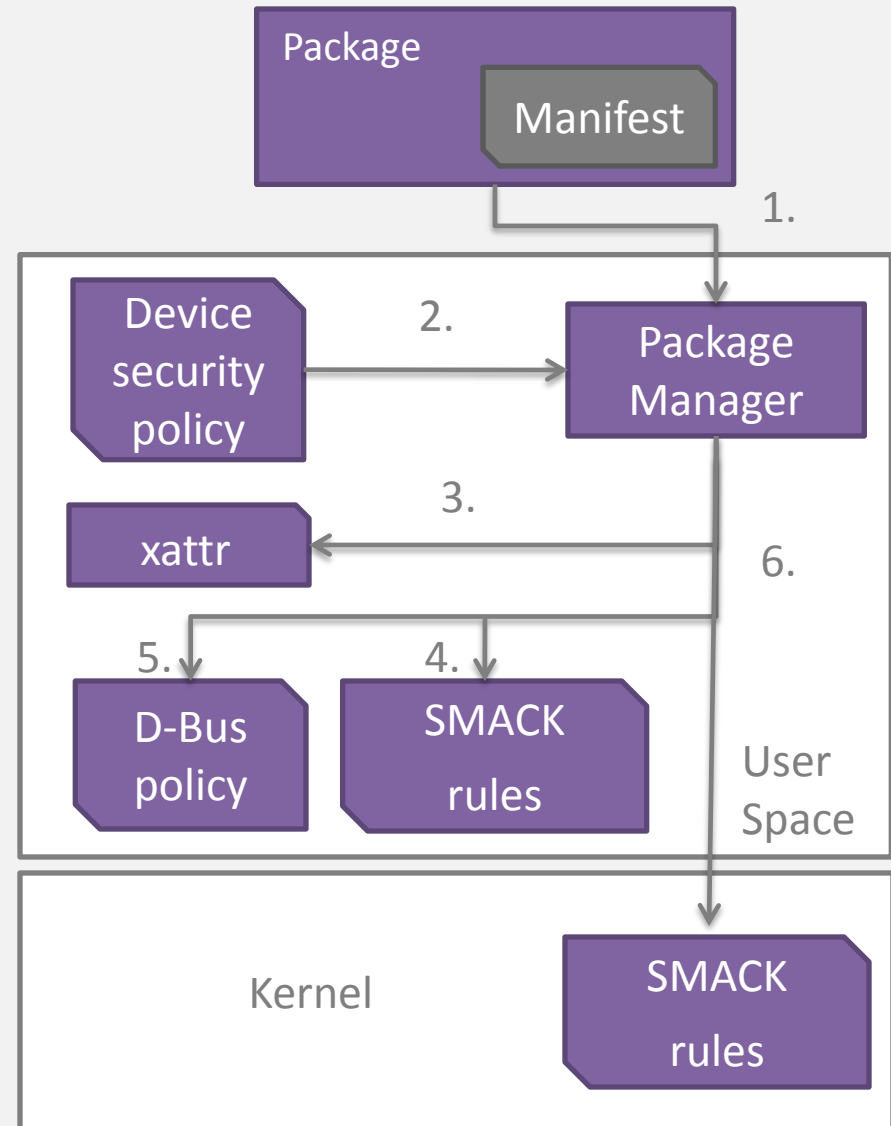 Package
Manifest
1.
Device
security
policy
2.
Package
Manager
3.
xattr
6.
5.
4.
D-Bus
policy
SMACK
rules
User
Space
Kernel
SMACK
rules